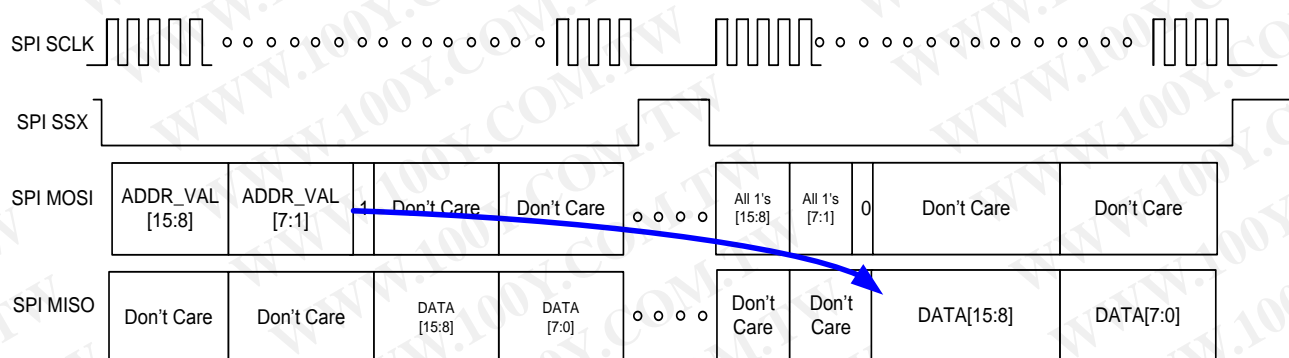 SPI SCLK
SPI SSX
SPI MOSI
ADDR_VAL
[15:8]
ADDR_VAL
[7:1]
1
Don't Care
Don't Care
All 1's
[15:8]
All 1's
[7:1]
0
Don't Care
Don't Care
SPI MISO
Don't Care
Don't Care
DATA
[15:8]
DATA
[7:0]
Don't
Care
Don't
Care
DATA[15:8]
DATA[7:0]
WWW.100Y.COM.TW